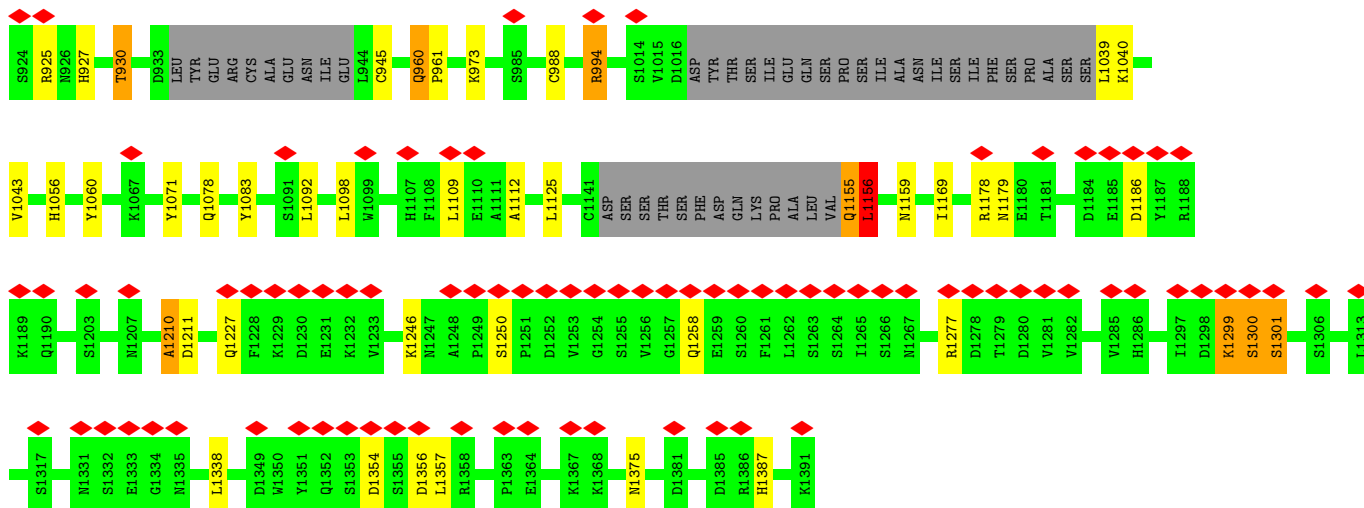 S924 R925 N926 H927 T930 D933 LEU TYR GLU ARG CYS ALA GLU ASN ILE GLU L944 C945 Q960 P961 K973 S985 C988 R994 S1014 V1015 D1016 ASP TYR THR SER ILE GLU GLN SER PRO SER ILE ALA ASN ILE SER ILE PHE SER PRO ALA SER SER L1039 K1040
V1043 H1056 Y1060 K1067 Y1071 Q1078 Y1083 S1091 L1092 L1098 W1099 H1107 F1108 L1109 E1110 A1111 A1112 L1125 C1141 ASP SER SER THR SER PHE ASP GLN LYS PRO ALA LEU VAL Q1155 L1156 N1159 I1169 R1178 N1179 E1180 T1181 D1184 E1185 D1186 Y1187 R1188
K1189 Q1190 S1203 N1207 A1210 D1211 Q1227 F1228 K1229 D1230 E1231 K1232 V1233 K1246 N1247 A1248 P1249 S1250 P1251 D1252 V1253 G1254 S1255 V1256 G1257 Q1258 E1259 S1260 F1261 L1262 S1263 S1264 I1265 S1266 N1267 R1277 D1278 T1279 D1280 V1281 V1282 V1285 H1286 I1297 D1298 K1299 S1300 S1301 S1306
S1317 N1331 S1332 E1333 G1334 N1335 L1338 D1349 W1350 Y1351 Q1352 S1353 D1354 S1355 D1356 L1357 R1358 P1363 E1364 K1367 K1368 N1375 D1381 D1385 R1386 H1387 K1391